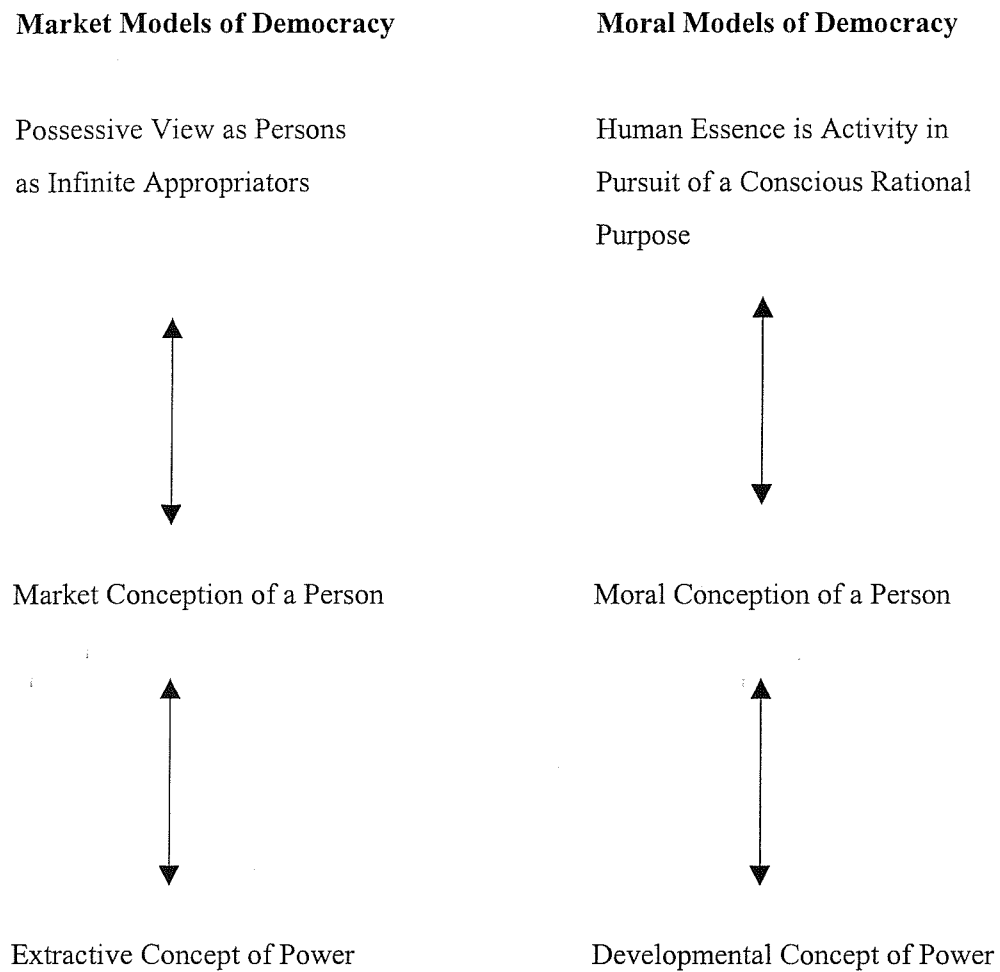 Market Models of Democracy
Possessive View as Persons
as Infinite Appropriators
Market Conception of a Person
Extractive Concept of Power
Moral Models of Democracy
Human Essence is Activity in
Pursuit of a Conscious Rational
Purpose
Moral Conception of a Person
Developmental Concept of Power